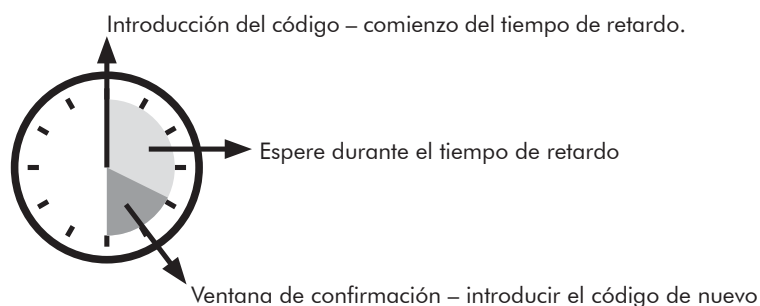 Introducción del código – comienzo del tiempo de retardo.
Espere durante el tiempo de retardo
Ventana de confirmación – introducir el código de nuevo